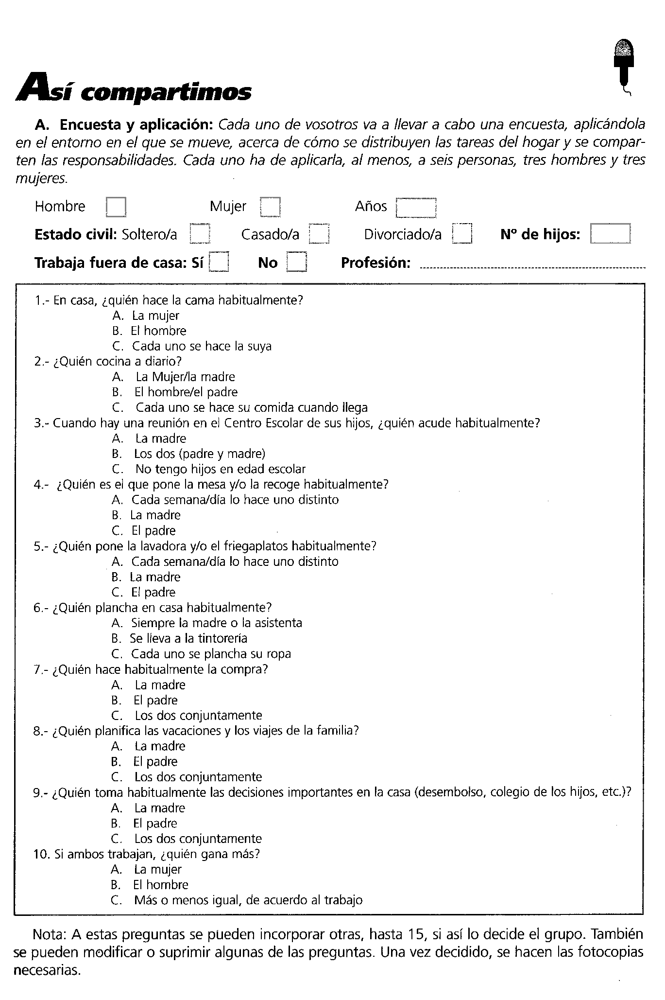 Así compartimos
A. Encuesta y aplicación: Cada uno de vosotros va a llevar a cabo una encuesta, aplicándola
en el entorno en el que se mueve, acerca de cómo se distribuyen las tareas del hogar y se compar-
ten las responsabilidades. Cada uno ha de aplicarla, al menos, a seis personas, tres hombres y tres
mujeres.
Hombre Mujer Años
Estado civil: Soltero/a Casado/a Divorciado/a Nº de hijos:
Trabaja fuera de casa: Sí No Profesión:
1.- En casa, ¿quién hace la cama habitualmente?
A. La mujer
B. El hombre
C. Cada uno se hace la suya
2.- ¿Quién cocina a diario?
A. La Mujer/la madre
B. El hombre/el padre
C. Cada uno se hace su comida cuando llega
3.- Cuando hay una reunión en el Centro Escolar de sus hijos, ¿quién acude habitualmente?
A. La madre
B. Los dos (padre y madre)
C. No tengo hijos en edad escolar
4.- ¿Quién es el que pone la mesa y/o la recoge habitualmente?
A. Cada semana/día lo hace uno distinto
B. La madre
C. El padre
5.- ¿Quién pone la lavadora y/o el friegaplatos habitualmente?
A. Cada semana/día lo hace uno distinto
B. La madre
C. El padre
6.- ¿Quién plancha en casa habitualmente?
A. Siempre la madre o la asistenta
B. Se lleva a la tintorería
C. Cada uno se plancha su ropa
7.- ¿Quién hace habitualmente la compra?
A. La madre
B. El padre
C. Los dos conjuntamente
8.- ¿Quién planifica las vacaciones y los viajes de la familia?
A. La madre
B. El padre
C. Los dos conjuntamente
9.- ¿Quién toma habitualmente las decisiones importantes en la casa (desembolso, colegio de los hijos, etc.)?
A. La madre
B. El padre
C. Los dos conjuntamente
10. Si ambos trabajan, ¿quién gana más?
A. La mujer
B. El hombre
C. Más o menos igual, de acuerdo al trabajo
Nota: A estas preguntas se pueden incorporar otras, hasta 15, si así lo decide el grupo. También
se pueden modificar o suprimir algunas de las preguntas. Una vez decidido, se hacen las fotocopias
necesarias.